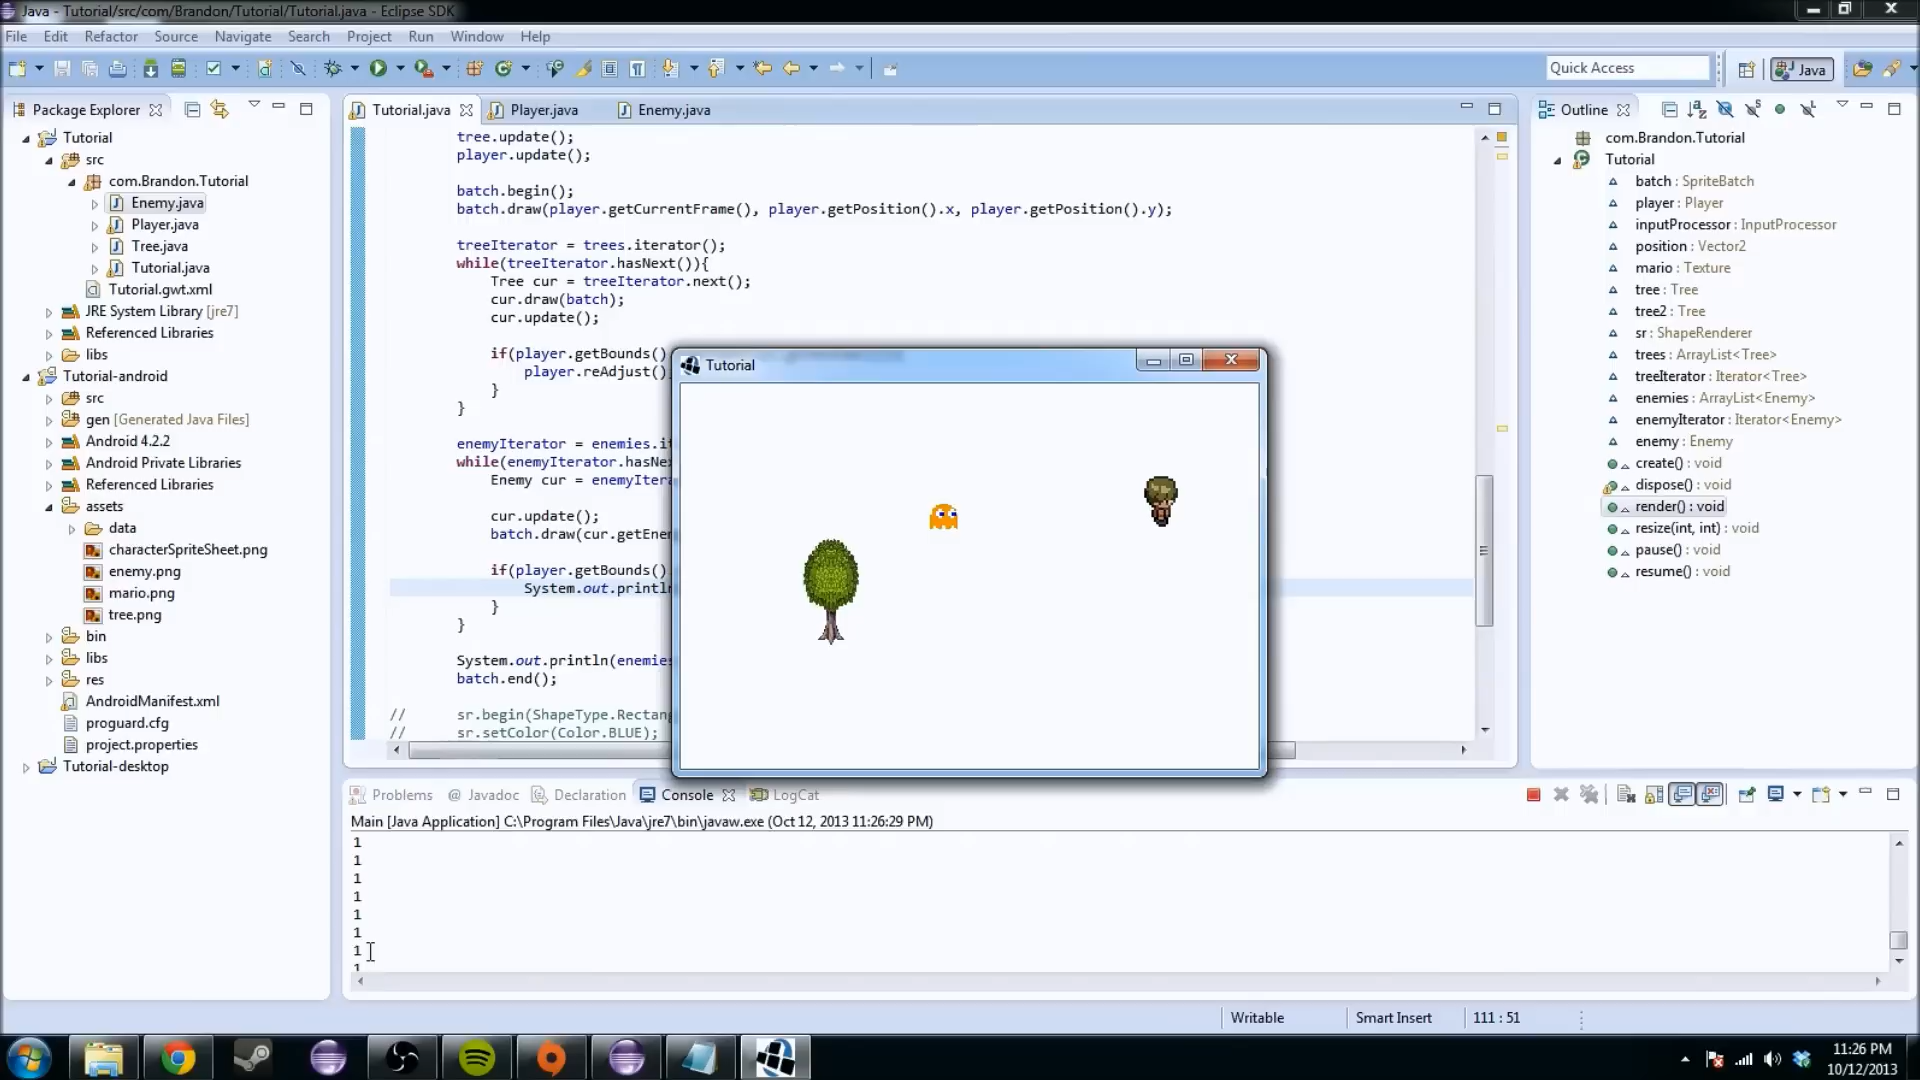 Java - Tutorial/src/com/Brandon/Tutorial/Tutorial.java - Eclipse SDK
File Edit Refactor Source Navigate Search Project Run Window Help
Quick Access
Java
Package Explorer
Tutorial
src
com.Brandon.Tutorial
Enemy.java
Player.java
Tree.java
Tutorial.java
Tutorial.gwt.xml
JRE System Library [jre7]
Referenced Libraries
libs
Tutorial-android
src
gen [Generated Java Files]
Android 4.2.2
Android Private Libraries
Referenced Libraries
assets
data
characterSpriteSheet.png
enemy.png
mario.png
tree.png
bin
libs
res
AndroidManifest.xml
proguard.cfg
project.properties
Tutorial-desktop
Tutorial.java Player.java Enemy.java
tree.update();
player.update();
batch.begin();
batch.draw(player.getCurrentFrame(), player.getPosition().x, player.getPosition().y);
treeIterator = trees.iterator();
while(treeIterator.hasNext()){
Tree cur = treeIterator.next();
cur.draw(batch);
cur.update();
if(player.getBounds()
player.reAdjust()
}
}
enemyIterator = enemies.i
while(enemyIterator.hasNe
Enemy cur = enemyIter
cur.update();
batch.draw(cur.getEne
if(player.getBounds()
System.out.println
}
}
System.out.println(enemies
batch.end();
// sr.begin(ShapeType.Rectang
// sr.setColor(Color.BLUE);
Tutorial
Outline
com.Brandon.Tutorial
Tutorial
batch : SpriteBatch
player : Player
inputProcessor : InputProcessor
position : Vector2
mario : Texture
tree : Tree
tree2 : Tree
sr : ShapeRenderer
trees : ArrayList<Tree>
treeIterator : Iterator<Tree>
enemies : ArrayList<Enemy>
enemyIterator : Iterator<Enemy>
enemy : Enemy
create() : void
dispose() : void
render() : void
resize(int, int) : void
pause() : void
resume() : void
Problems @ Javadoc Declaration Console LogCat
Main [Java Application] C:\Program Files\Java\jre7\bin\javaw.exe (Oct 12, 2013 11:26:29 PM)
1
1
1
1
1
1
1
1
Writable Smart Insert 111 : 51
11:26 PM
10/12/2013